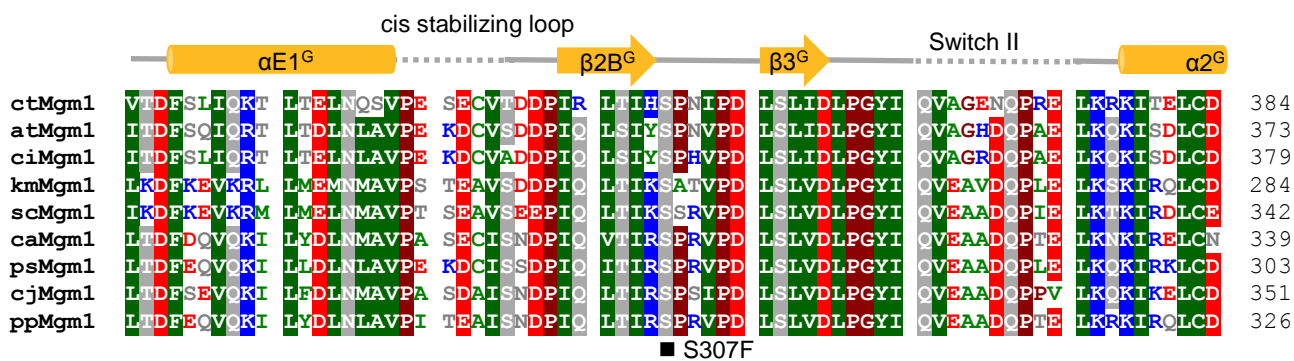 cis stabilizing loop
αE1ᴳ β2Bᴳ β3ᴳ Switch II α2ᴳ
ctMgm1 VTDFSLIQKT LTELNQSVPE SECVTDDPIR LTIHSPNIPD LSLIDLPGYI QVAGENQPRE LKRKITELCD 384
atMgm1 ITDFSQIQRT LTDLNLAVPE KDCVSDDPIQ LSIYSPNVPD LSLIDLPGYI QVAGHDQPAE LKQKISDLCD 373
ciMgm1 ITDFSLIQRT LTELNLAVPE KDCVADDPIQ LSIYSPHVPD LSLIDLPGYI QVAGRDQPAE LKQKISDLCD 379
kmMgm1 LKDFKEVKRL LMEMNMAVPS TEAVSDDPIQ LTIKSATVPD LSLVDLPGYI QVEAVDQPLE LKSKIRQLCD 284
scMgm1 IKDFKEVKRM LMELNMAVPT SEAVSEEPIQ LTIKSSRVPD LSLVDLPGYI QVEAADQPIE LKTKIRDLCE 342
caMgm1 LTDFDQVQKI LYDLNMAVPA SECISNDPIQ VTIRSPRVPD LSLVDLPGYI QVEAADQPTE LKNKIRELCN 339
psMgm1 LTDFEQVQKI LLDLNMAVPE KDCISSDPIQ ITIRSPRVPD LSLVDLPGYI QVEAADQPLE LKQKIRKLCD 303
cjMgm1 LTDFSEVQKI LFDLNMAVPA SDAISNDPIQ LTIRSPSIPD LSLVDLPGYI QVEAADQPPV LKQKIKELCD 351
ppMgm1 LTDFEQVQKI LYDLNLAVPI TEAISNDPIQ LTIRSPRVPD LSLVDLPGYI QVEAADQPTE LKRKIRQLCD 326
■ S307F